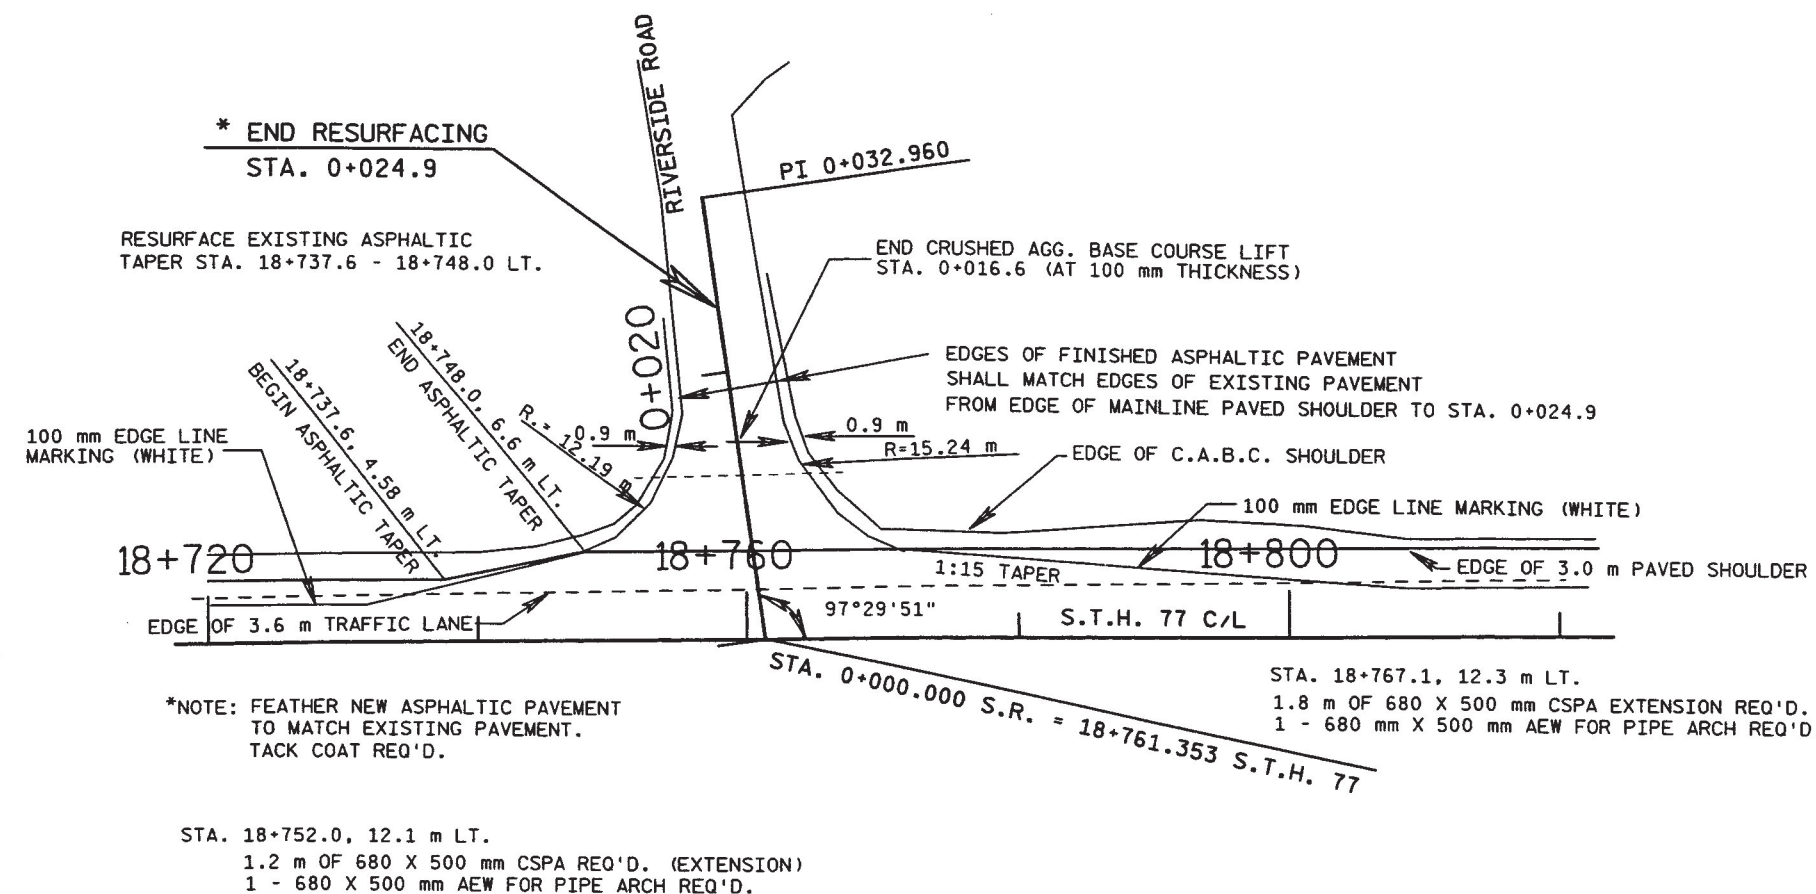 RIVERSIDE ROAD
* END RESURFACING
STA. 0+024.9
PI 0+032.960
RESURFACE EXISTING ASPHALTIC
TAPER STA. 18+737.6 - 18+748.0 LT.
END CRUSHED AGG. BASE COURSE LIFT
STA. 0+016.6 (AT 100 mm THICKNESS)
0+020
18+748.0, 6.6 m LT.
END ASPHALTIC TAPER
18+737.6, 4.58 m LT.
BEGIN ASPHALTIC TAPER
EDGES OF FINISHED ASPHALTIC PAVEMENT
SHALL MATCH EDGES OF EXISTING PAVEMENT
FROM EDGE OF MAINLINE PAVED SHOULDER TO STA. 0+024.9
R.= 12.19 m
0.9 m
0.9 m
R=15.24 m
100 mm EDGE LINE
MARKING (WHITE)
EDGE OF C.A.B.C. SHOULDER
100 mm EDGE LINE MARKING (WHITE)
18+720
18+760
18+800
1:15 TAPER
EDGE OF 3.0 m PAVED SHOULDER
97°29'51"
EDGE OF 3.6 m TRAFFIC LANE
S.T.H. 77 C/L
STA. 0+000.000 S.R. = 18+761.353 S.T.H. 77
STA. 18+767.1, 12.3 m LT.
1.8 m OF 680 X 500 mm CSPA EXTENSION REQ'D.
1 - 680 mm X 500 mm AEW FOR PIPE ARCH REQ'D
*NOTE: FEATHER NEW ASPHALTIC PAVEMENT
TO MATCH EXISTING PAVEMENT.
TACK COAT REQ'D.
STA. 18+752.0, 12.1 m LT.
1.2 m OF 680 X 500 mm CSPA REQ'D. (EXTENSION)
1 - 680 X 500 mm AEW FOR PIPE ARCH REQ'D.